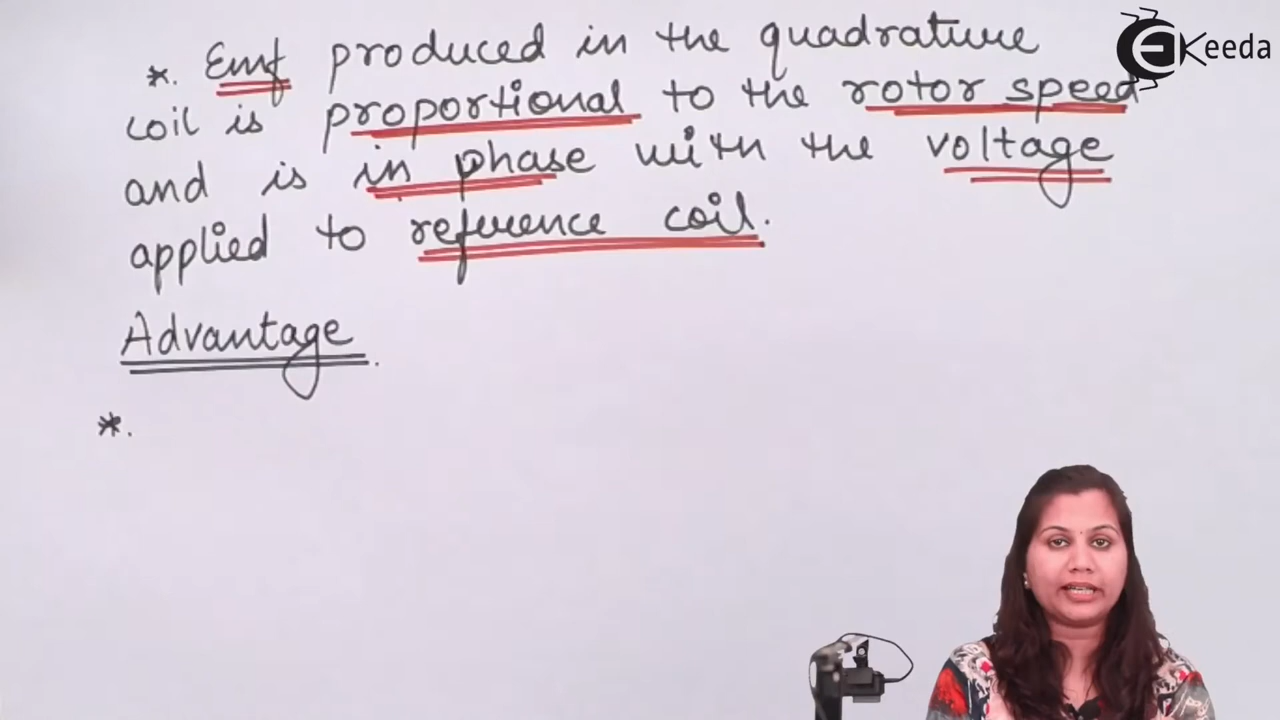 *. Emf produced in the quadrature
coil is proportional to the rotor speed
and is in phase with the voltage
applied to reference coil.
Advantage.
*.
EKeeda